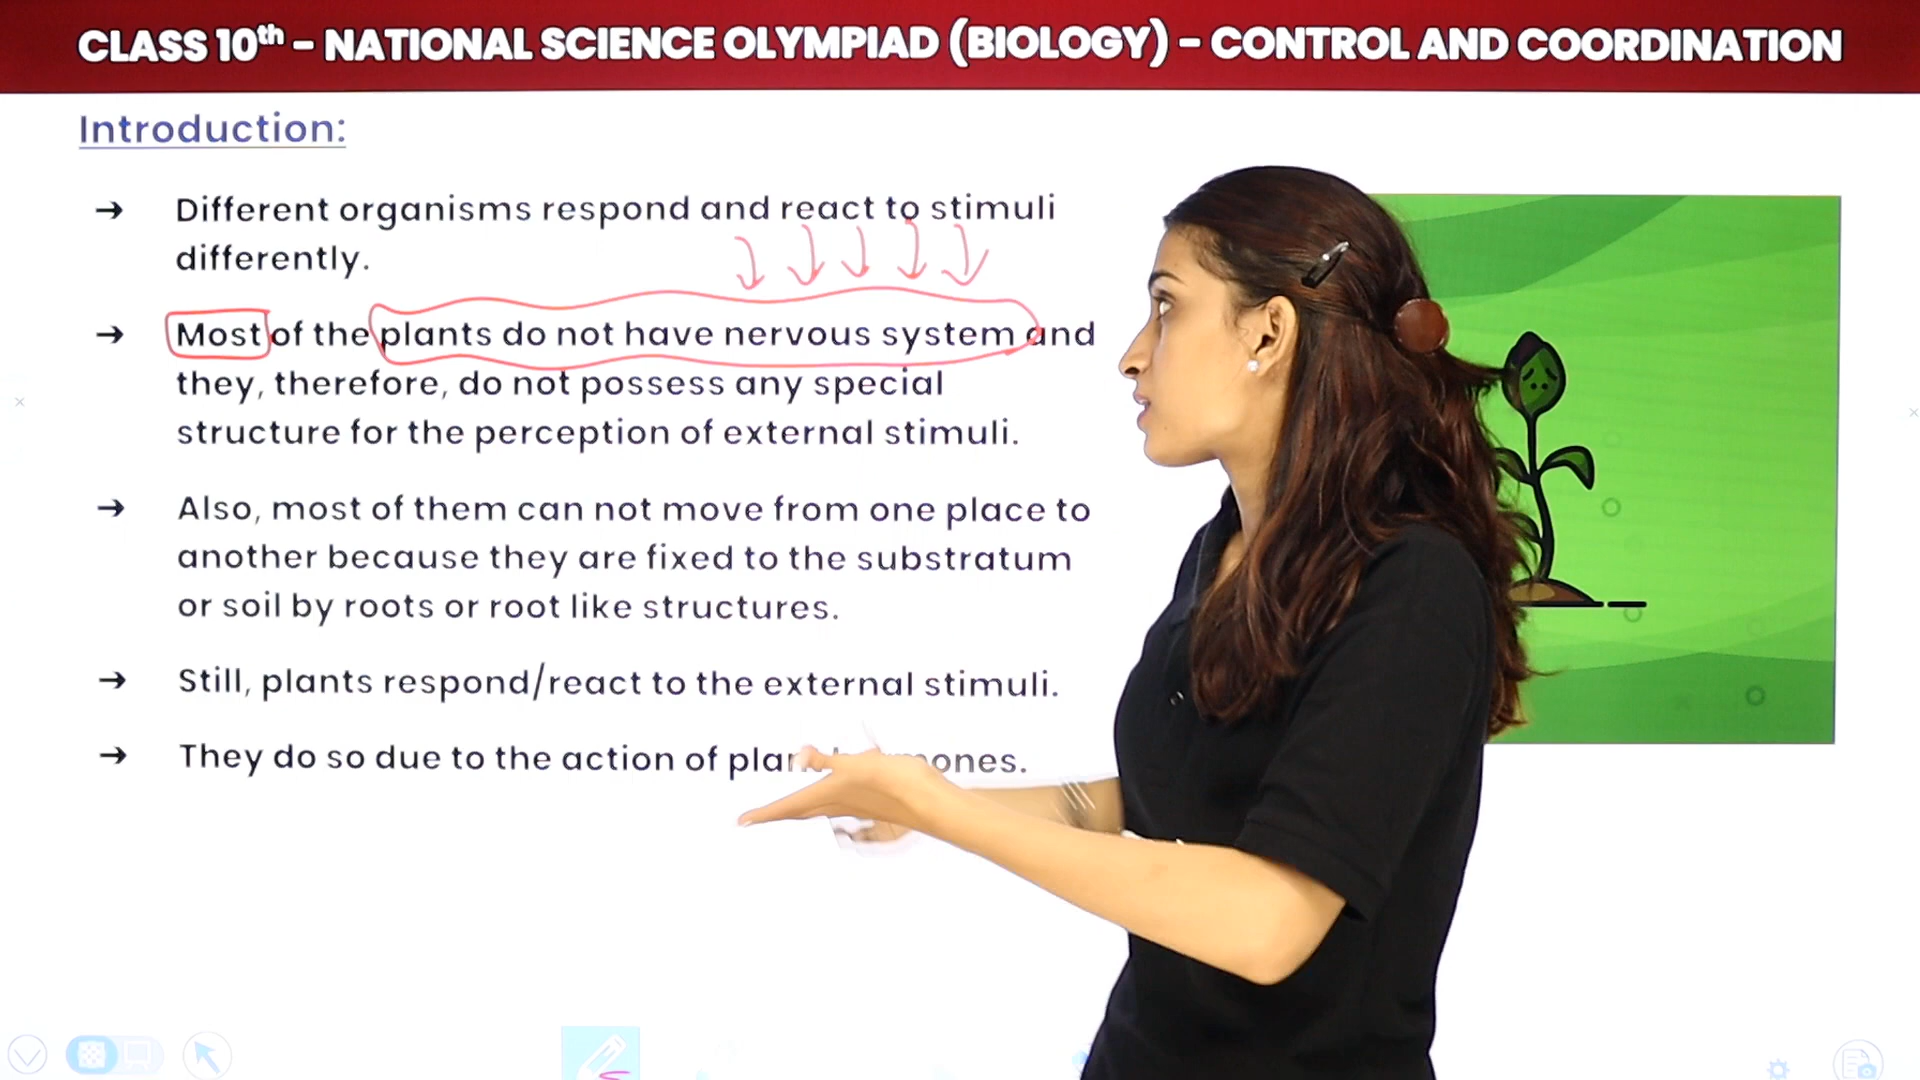 CLASS 10th – NATIONAL SCIENCE OLYMPIAD (BIOLOGY) – CONTROL AND COORDINATION
Introduction:
→ Different organisms respond and react to stimuli
differently.
→ Most of the plants do not have nervous system and
they, therefore, do not possess any special
structure for the perception of external stimuli.
→ Also, most of them can not move from one place to
another because they are fixed to the substratum
or soil by roots or root like structures.
→ Still, plants respond/react to the external stimuli.
→ They do so due to the action of